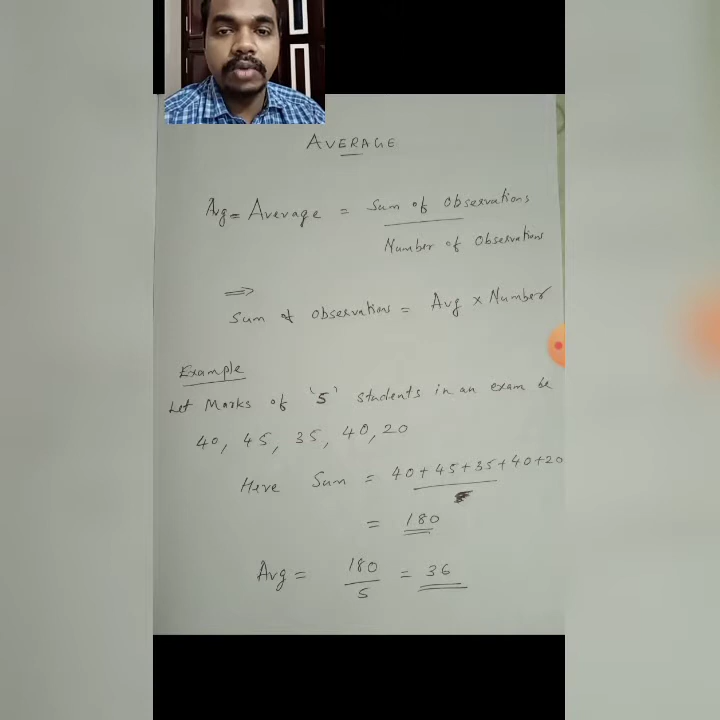 AVERAGE
Avg = Average = Sum of Observations
Number of Observations
⟹
Sum of Observations = Avg × Number
Example
Let Marks of '5' students in an exam be
40, 45, 35, 40, 20
Here Sum = 40+45+35+40+20
= 180
Avg = 180 = 36
5